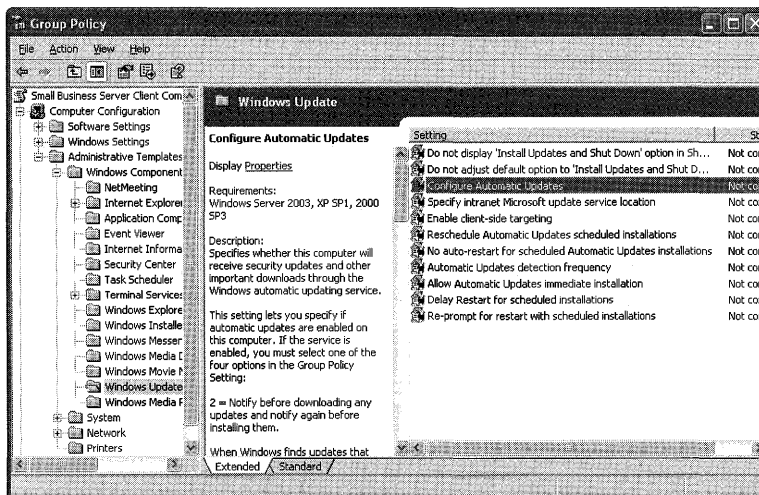 Group Policy
File Action View Help
Small Business Server Client Com
Computer Configuration
Software Settings
Windows Settings
Administrative Templates
Windows Component
NetMeeting
Internet Explorer
Application Comp
Event Viewer
Internet Informa
Security Center
Task Scheduler
Terminal Services
Windows Explore
Windows Installe
Windows Messen
Windows Media D
Windows Movie M
Windows Update
Windows Media P
System
Network
Printers
Windows Update
Configure Automatic Updates
Display Properties
Requirements:
Windows Server 2003, XP SP1, 2000
SP3
Description:
Specifies whether this computer will
receive security updates and other
important downloads through the
Windows automatic updating service.
This setting lets you specify if
automatic updates are enabled on
this computer. If the service is
enabled, you must select one of the
four options in the Group Policy
Setting:
2 = Notify before downloading any
updates and notify again before
installing them.
When Windows finds updates that
Setting St
Do not display 'Install Updates and Shut Down' option in Sh... Not co
Do not adjust default option to 'Install Updates and Shut D... Not co
Configure Automatic Updates Not co
Specify intranet Microsoft update service location Not co
Enable client-side targeting Not co
Reschedule Automatic Updates scheduled installations Not co
No auto-restart for scheduled Automatic Updates installations Not co
Automatic Updates detection frequency Not co
Allow Automatic Updates immediate installation Not co
Delay Restart for scheduled installations Not co
Re-prompt for restart with scheduled installations Not co
Extended Standard